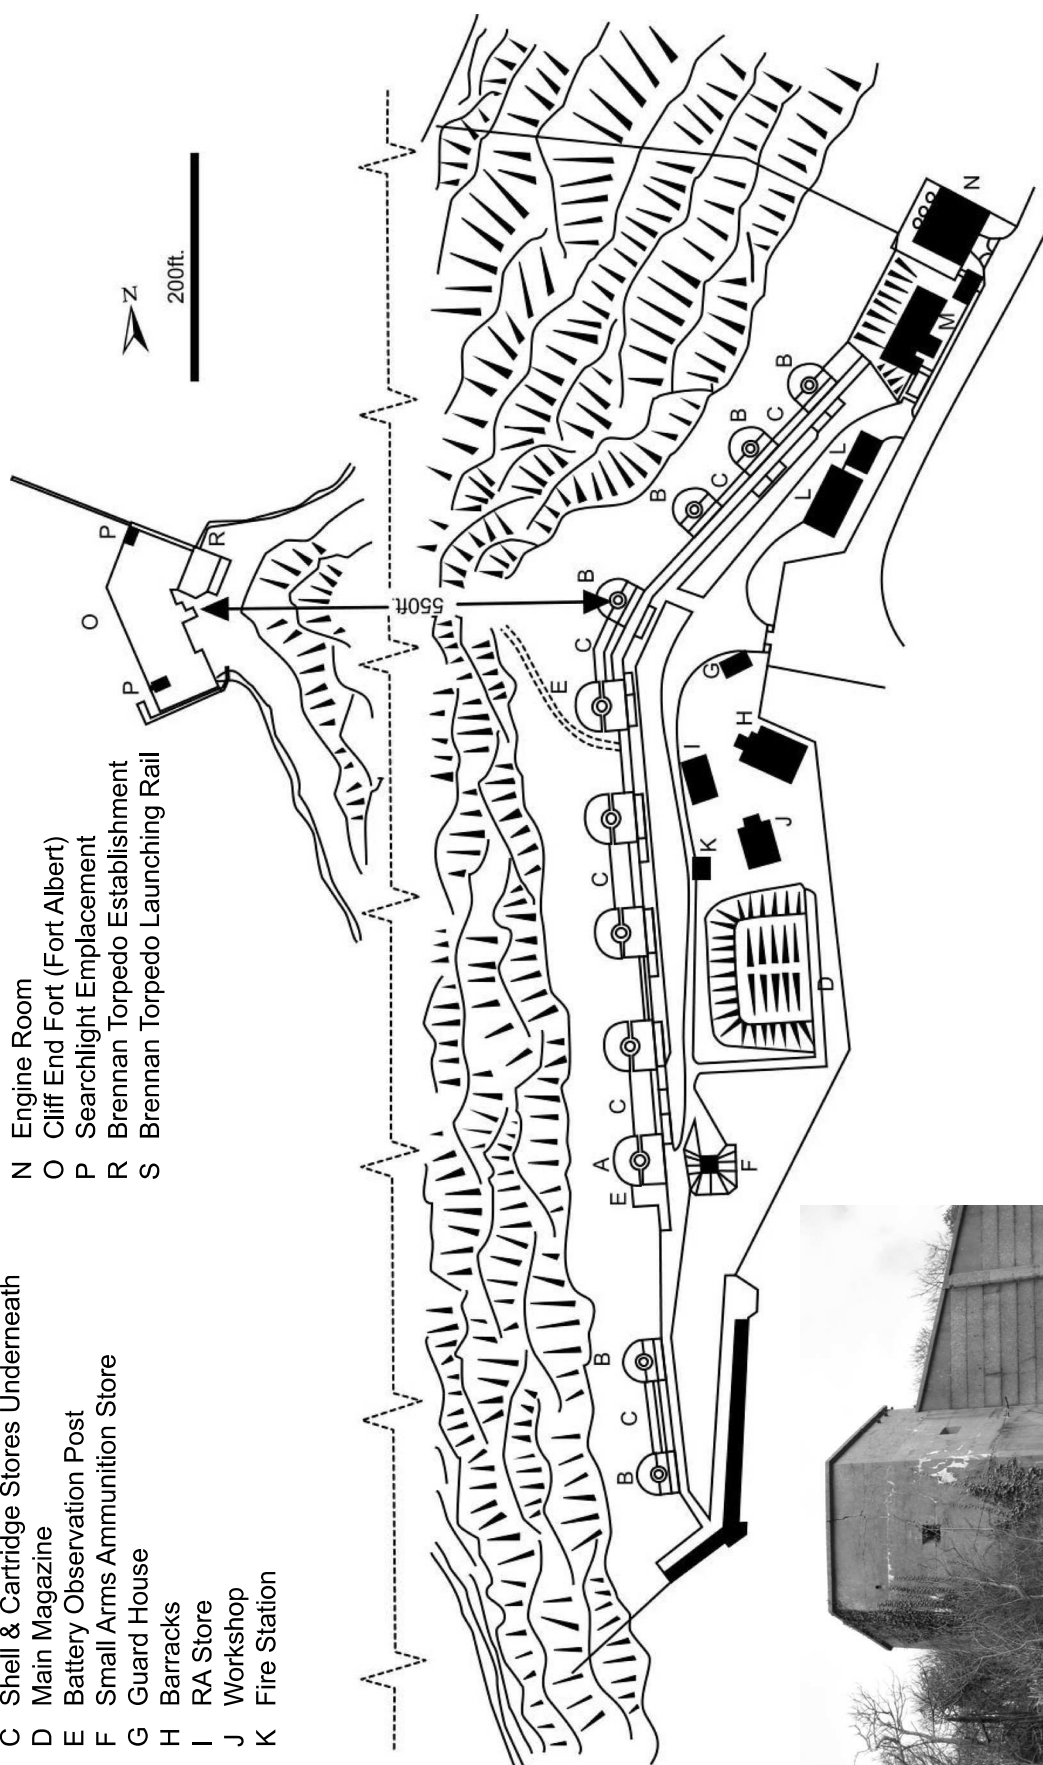 C Shell & Cartridge Stores Underneath
D Main Magazine
E Battery Observation Post
F Small Arms Ammunition Store
G Guard House
H Barracks
I RA Store
J Workshop
K Fire Station
N Engine Room
O Cliff End Fort (Fort Albert)
P Searchlight Emplacement
R Brennan Torpedo Establishment
S Brennan Torpedo Launching Rail
N
200ft.
O
P
P
R
550ft.
B
C
B
C
E
A
C
C
E
C
B
B
C
B
C
B
N
M
L
L
G
H
I
J
K
D
F